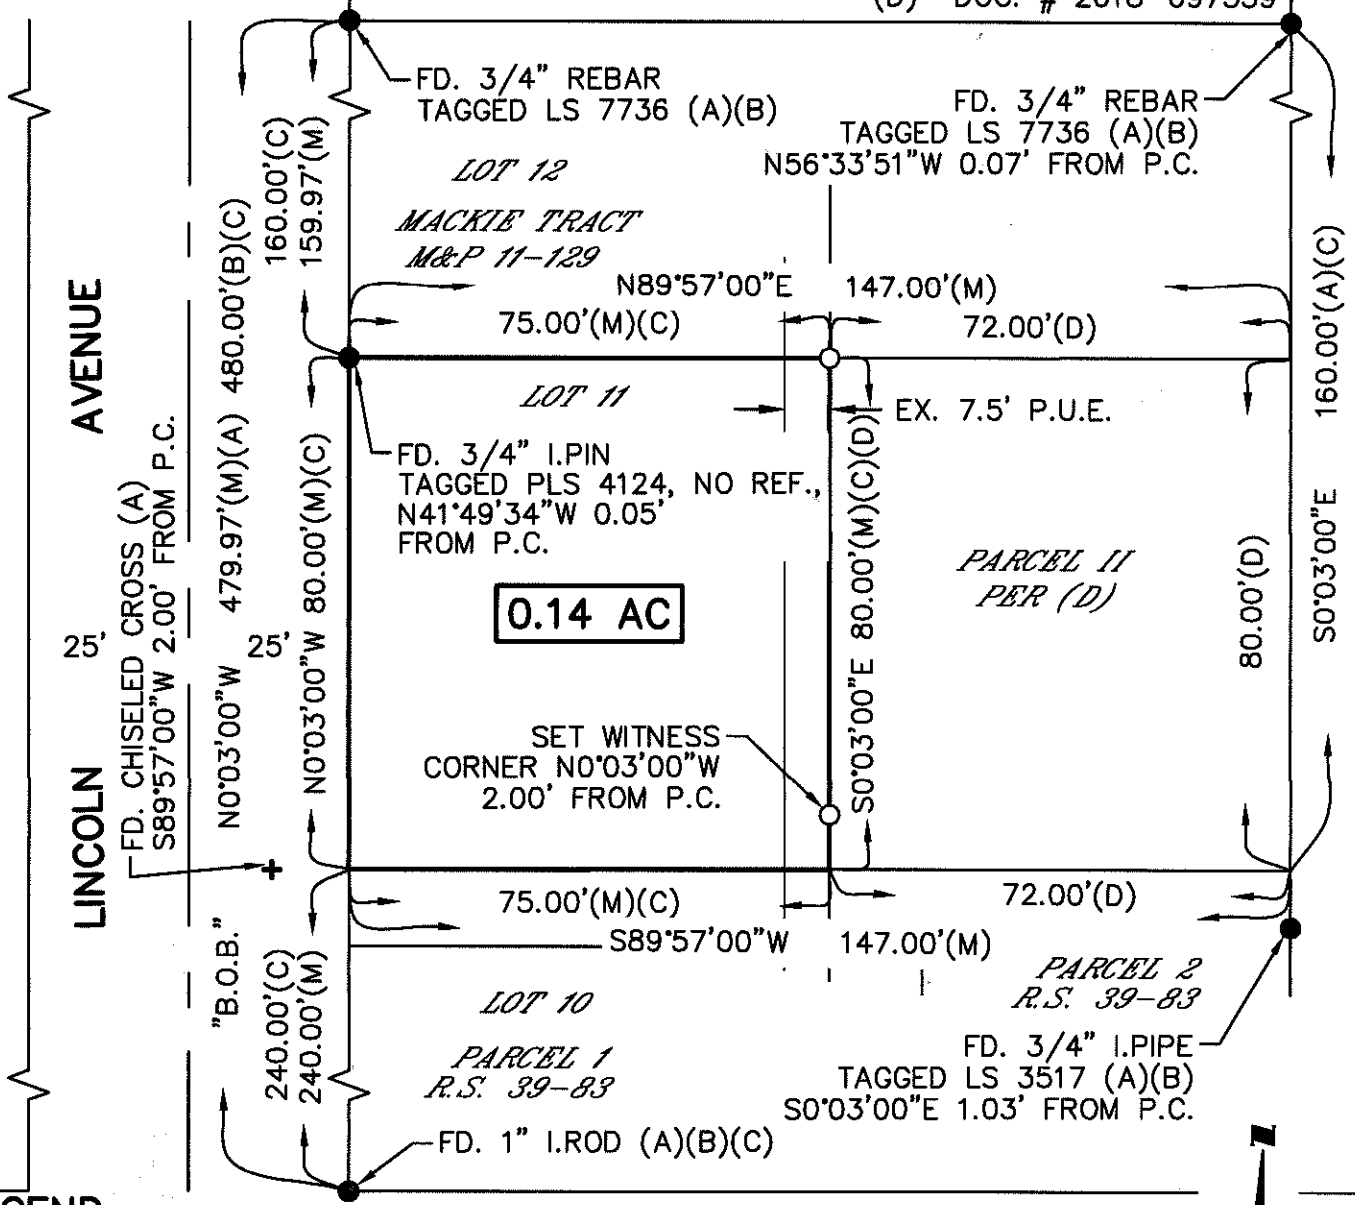 (D) DOC. # 2018-097559
FD. 3/4" REBAR
TAGGED LS 7736 (A)(B)
FD. 3/4" REBAR
TAGGED LS 7736 (A)(B)
N56°33'51"W 0.07' FROM P.C.
LOT 12
MACKIE TRACT
M&P 11-129
160.00'(C)
159.97'(M)
N89°57'00"E 147.00'(M)
75.00'(M)(C)
72.00'(D)
LOT 11
EX. 7.5' P.U.E.
FD. 3/4" I.PIN
TAGGED PLS 4124, NO REF.,
N41°49'34"W 0.05'
FROM P.C.
0.14 AC
PARCEL II
PER (D)
LINCOLN AVENUE
25'
25'
FD. CHISELED CROSS (A)
S89°57'00"W 2.00' FROM P.C.
N0°03'00"W 479.97'(M)(A) 480.00'(B)(C)
N0°03'00"W 80.00'(M)(C)
S0°03'00"E 80.00'(M)(C)(D)
80.00'(D)
S0°03'00"E 160.00'(A)(C)
SET WITNESS
CORNER N0°03'00"W
2.00' FROM P.C.
75.00'(M)(C)
72.00'(D)
S89°57'00"W 147.00'(M)
"B.O.B."
240.00'(C)
240.00'(M)
LOT 10
PARCEL 1
R.S. 39-83
PARCEL 2
R.S. 39-83
FD. 3/4" I.PIPE
TAGGED LS 3517 (A)(B)
S0°03'00"E 1.03' FROM P.C.
FD. 1" I.ROD (A)(B)(C)